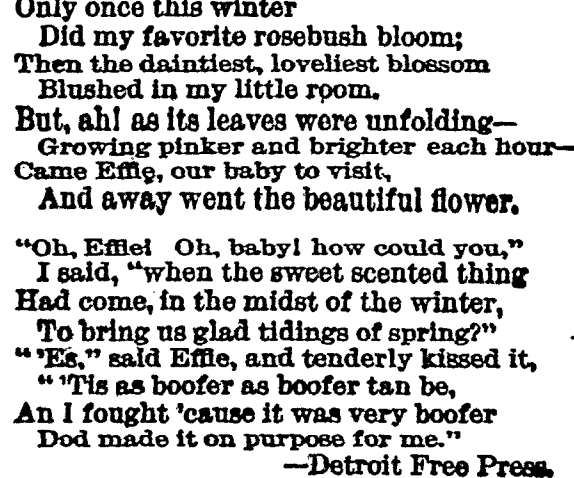 Only once this winter
Did my favorite rosebush bloom;
Then the daintiest, loveliest blossom
Blushed in my little room.
But, ah! as its leaves were unfolding—
Growing pinker and brighter each hour—
Came Effie, our baby to visit,
And away went the beautiful flower.
"Oh, Effie! Oh, baby! how could you,"
I said, "when the sweet scented thing
Had come, in the midst of the winter,
To bring us glad tidings of spring?"
"'Es," said Effie, and tenderly kissed it,
"'Tis as boofer as boofer tan be,
An I fought 'cause it was very boofer
Dod made it on purpose for me."
—Detroit Free Press.